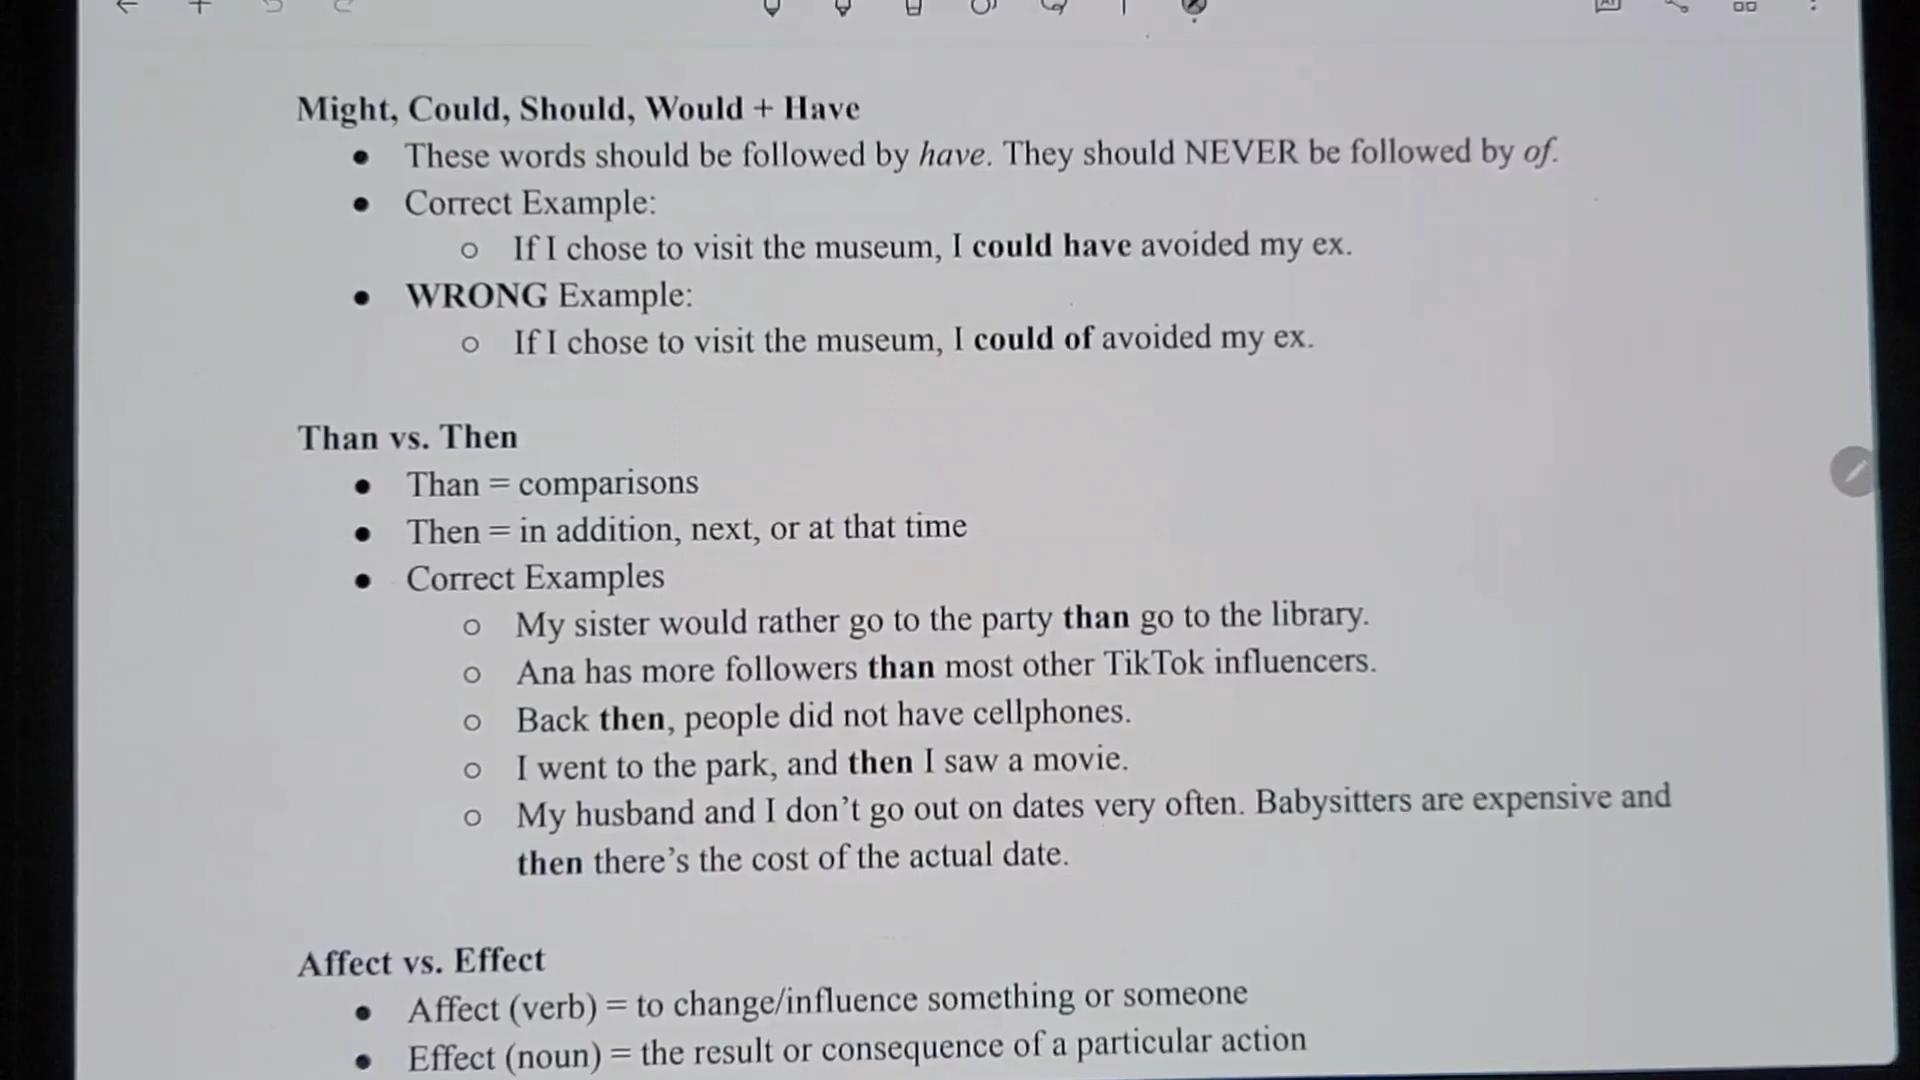 Might, Could, Should, Would + Have
● These words should be followed by have. They should NEVER be followed by of.
● Correct Example:
○ If I chose to visit the museum, I could have avoided my ex.
● WRONG Example:
○ If I chose to visit the museum, I could of avoided my ex.
Than vs. Then
● Than = comparisons
● Then = in addition, next, or at that time
● Correct Examples
○ My sister would rather go to the party than go to the library.
○ Ana has more followers than most other TikTok influencers.
○ Back then, people did not have cellphones.
○ I went to the park, and then I saw a movie.
○ My husband and I don’t go out on dates very often. Babysitters are expensive and
then there’s the cost of the actual date.
Affect vs. Effect
● Affect (verb) = to change/influence something or someone
● Effect (noun) = the result or consequence of a particular action